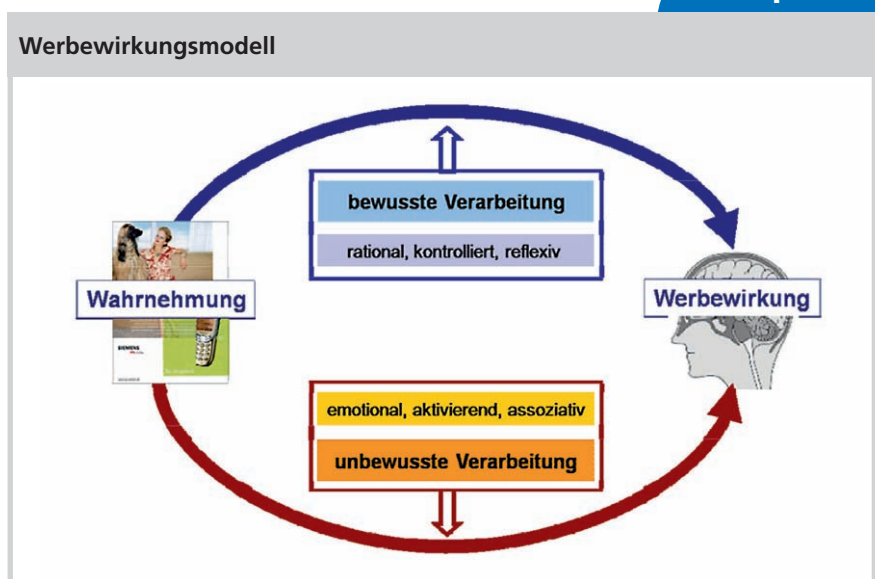 Werbewirkungsmodell
bewusste Verarbeitung
rational, kontrolliert, reflexiv
Wahrnehmung
SIEMENS
Werbewirkung
emotional, aktivierend, assoziativ
unbewusste Verarbeitung